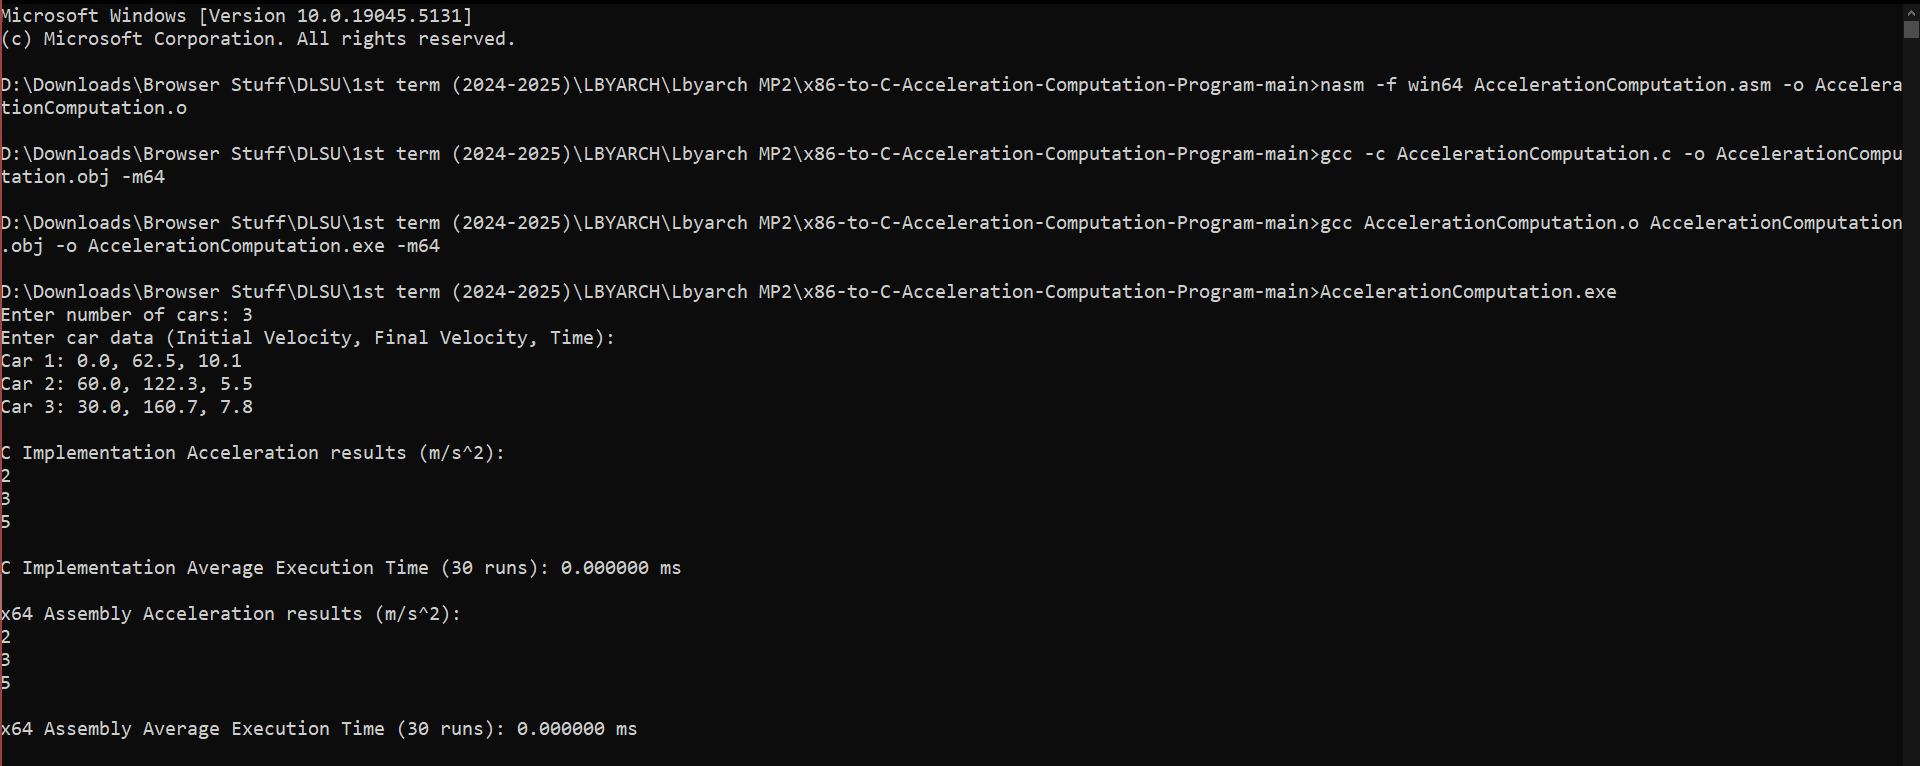 Microsoft Windows [Version 10.0.19045.5131]
(c) Microsoft Corporation. All rights reserved.
D:\Downloads\Browser Stuff\DLSU\1st term (2024-2025)\LBYARCH\Lbyarch MP2\x86-to-C-Acceleration-Computation-Program-main>nasm -f win64 AccelerationComputation.asm -o Accelera
tionComputation.o
D:\Downloads\Browser Stuff\DLSU\1st term (2024-2025)\LBYARCH\Lbyarch MP2\x86-to-C-Acceleration-Computation-Program-main>gcc -c AccelerationComputation.c -o AccelerationCompu
tation.obj -m64
D:\Downloads\Browser Stuff\DLSU\1st term (2024-2025)\LBYARCH\Lbyarch MP2\x86-to-C-Acceleration-Computation-Program-main>gcc AccelerationComputation.o AccelerationComputation
.obj -o AccelerationComputation.exe -m64
D:\Downloads\Browser Stuff\DLSU\1st term (2024-2025)\LBYARCH\Lbyarch MP2\x86-to-C-Acceleration-Computation-Program-main>AccelerationComputation.exe
Enter number of cars: 3
Enter car data (Initial Velocity, Final Velocity, Time):
Car 1: 0.0, 62.5, 10.1
Car 2: 60.0, 122.3, 5.5
Car 3: 30.0, 160.7, 7.8
C Implementation Acceleration results (m/s^2):
2
3
5
C Implementation Average Execution Time (30 runs): 0.000000 ms
x64 Assembly Acceleration results (m/s^2):
2
3
5
x64 Assembly Average Execution Time (30 runs): 0.000000 ms